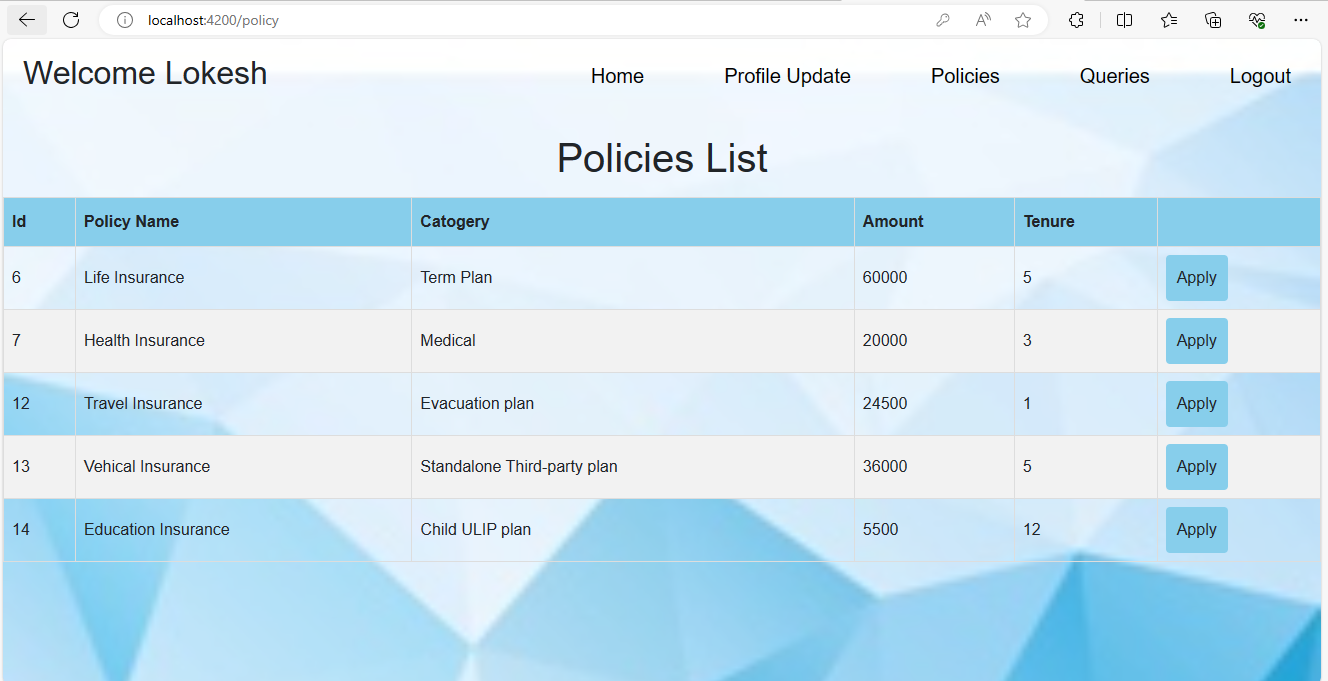 localhost:4200/policy
Welcome Lokesh Home Profile Update Policies Queries Logout
Policies List
Id Policy Name Catogery Amount Tenure
6 Life Insurance Term Plan 60000 5 Apply
7 Health Insurance Medical 20000 3 Apply
12 Travel Insurance Evacuation plan 24500 1 Apply
13 Vehical Insurance Standalone Third-party plan 36000 5 Apply
14 Education Insurance Child ULIP plan 5500 12 Apply